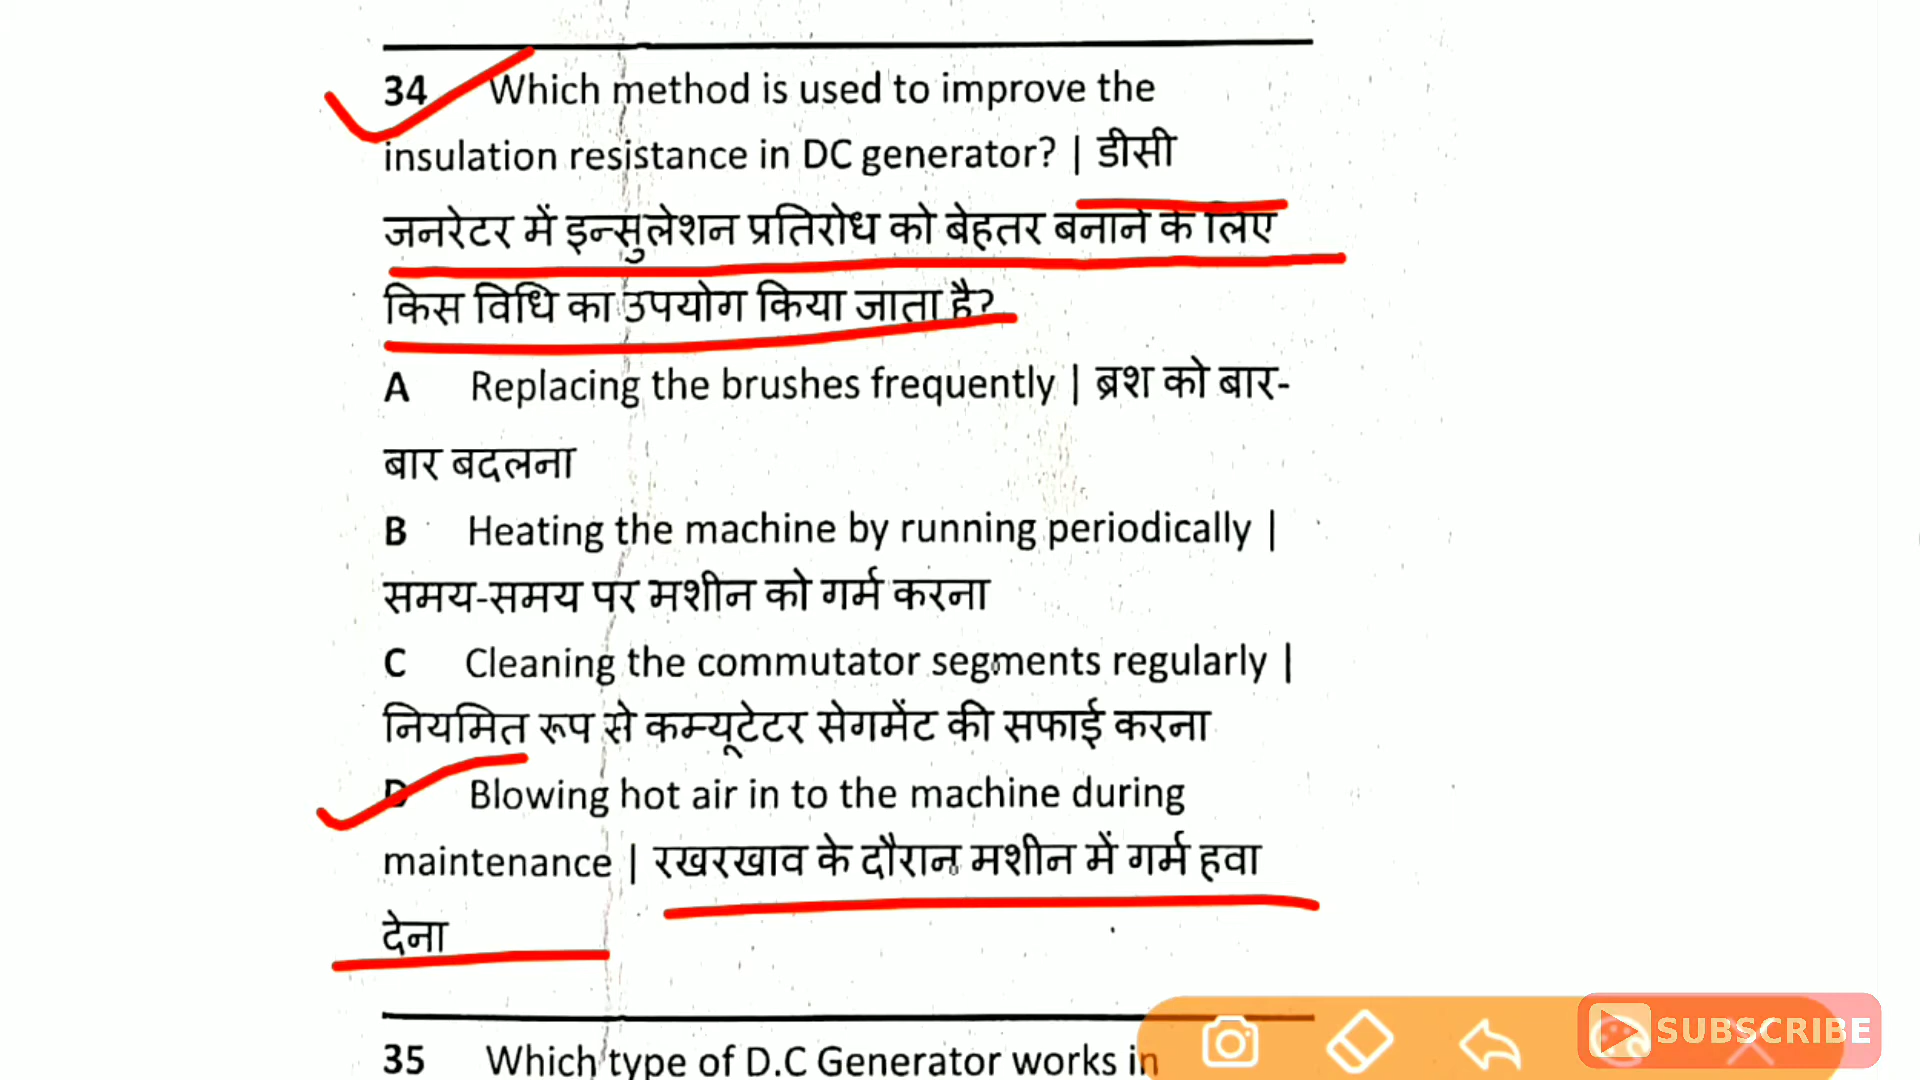 34 Which method is used to improve the
insulation resistance in DC generator? | डीसी
जनरेटर में इन्सुलेशन प्रतिरोध को बेहतर बनाने के लिए
किस विधि का उपयोग किया जाता है?
A Replacing the brushes frequently | ब्रश को बार-
बार बदलना
B Heating the machine by running periodically |
समय-समय पर मशीन को गर्म करना
C Cleaning the commutator segments regularly |
नियमित रूप से कम्यूटेटर सेगमेंट की सफाई करना
D Blowing hot air in to the machine during
maintenance | रखरखाव के दौरान मशीन में गर्म हवा
देना
35 Which type of D.C Generator works in
SUBSCRIBE